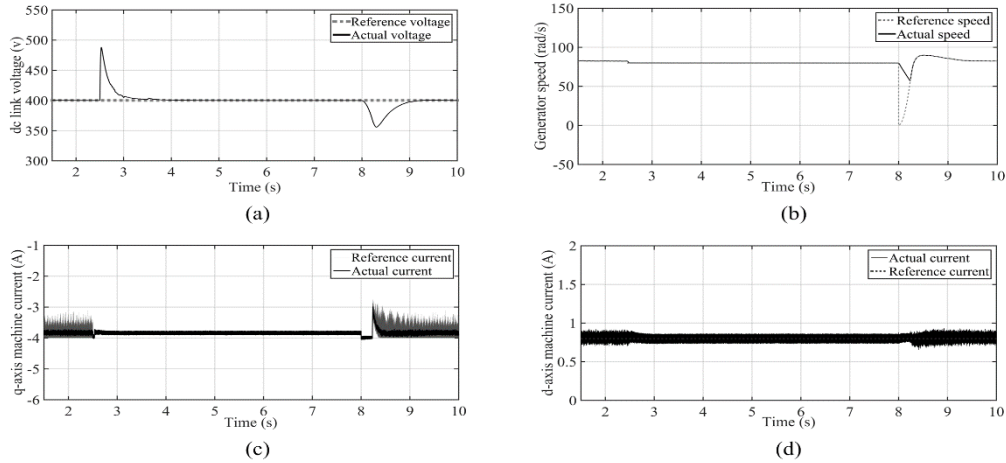 550
500
450
400
350
300
dc link voltage (v)
Reference voltage
Actual voltage
2 3 4 5 6 7 8 9 10
Time (s)
(a)
150
100
50
0
-50
Generator speed (rad/s)
Reference speed
Actual speed
2 3 4 5 6 7 8 9 10
Time (s)
(b)
-1
-2
-3
-4
-5
-6
q-axis machine current (A)
Reference current
Actual current
2 3 4 5 6 7 8 9 10
Time (s)
(c)
2
1.5
1
0.5
0
d-axis machine current (A)
Actual current
Reference current
2 3 4 5 6 7 8 9 10
Time (s)
(d)